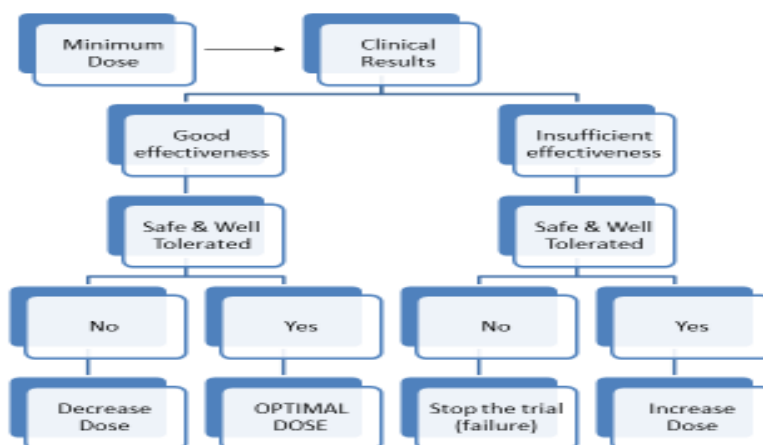 Minimum
Dose
Clinical
Results
Good
effectiveness
Insufficient
effectiveness
Safe & Well
Tolerated
Safe & Well
Tolerated
No
Yes
No
Yes
Decrease
Dose
OPTIMAL
DOSE
Stop the trial
(failure)
Increase
Dose